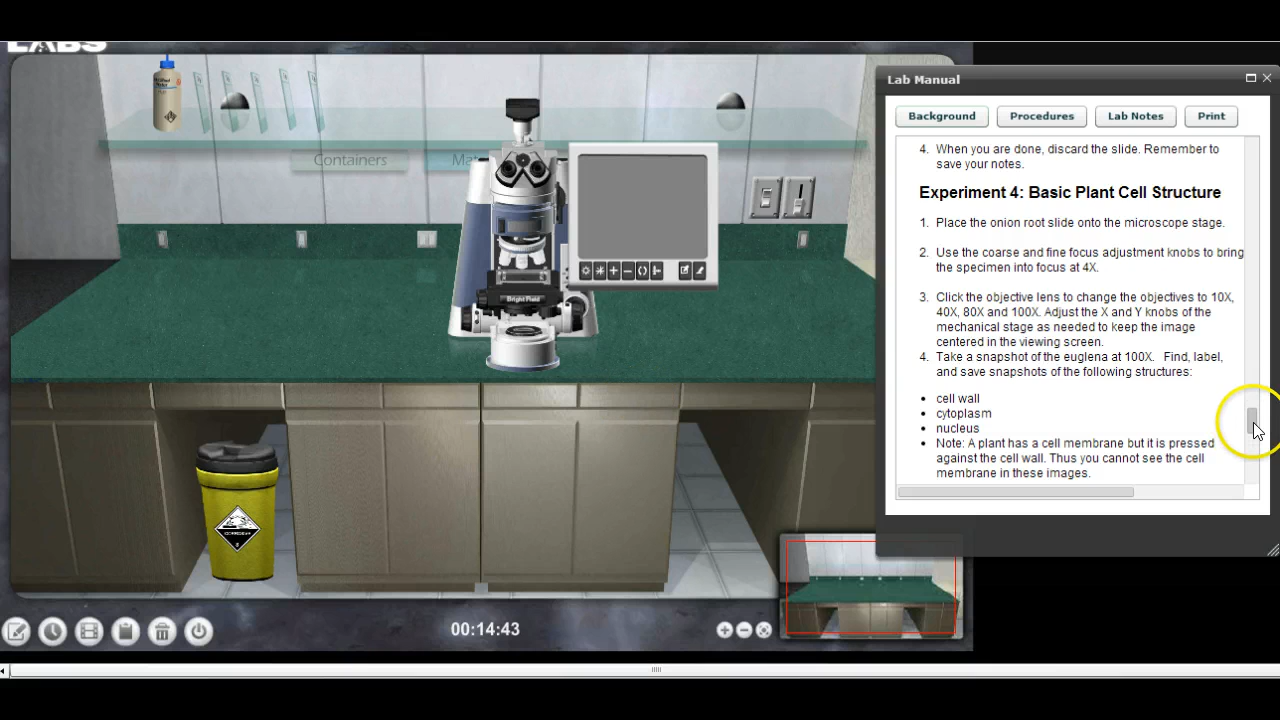 LABS
Containers
Ma
Bright Field
CORROSIVE
8
00:14:43
Lab Manual
Background
Procedures
Lab Notes
Print
4. When you are done, discard the slide. Remember to
save your notes.
Experiment 4: Basic Plant Cell Structure
1. Place the onion root slide onto the microscope stage.
2. Use the coarse and fine focus adjustment knobs to bring
the specimen into focus at 4X.
3. Click the objective lens to change the objectives to 10X,
40X, 80X and 100X. Adjust the X and Y knobs of the
mechanical stage as needed to keep the image
centered in the viewing screen.
4. Take a snapshot of the euglena at 100X. Find, label,
and save snapshots of the following structures:
• cell wall
• cytoplasm
• nucleus
• Note: A plant has a cell membrane but it is pressed
against the cell wall. Thus you cannot see the cell
membrane in these images.